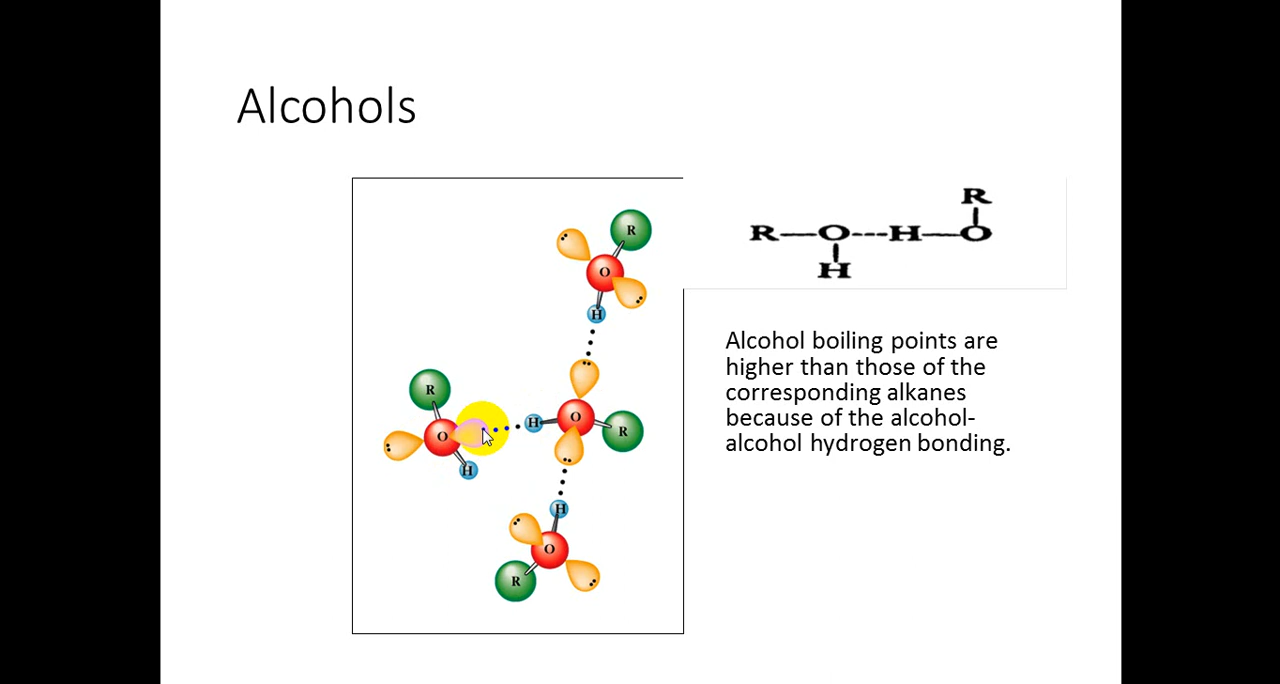 Alcohols
R
O
H
R
O
H
H
O
R
H
O
R
R—O---H—O
R
H
Alcohol boiling points are
higher than those of the
corresponding alkanes
because of the alcohol-
alcohol hydrogen bonding.